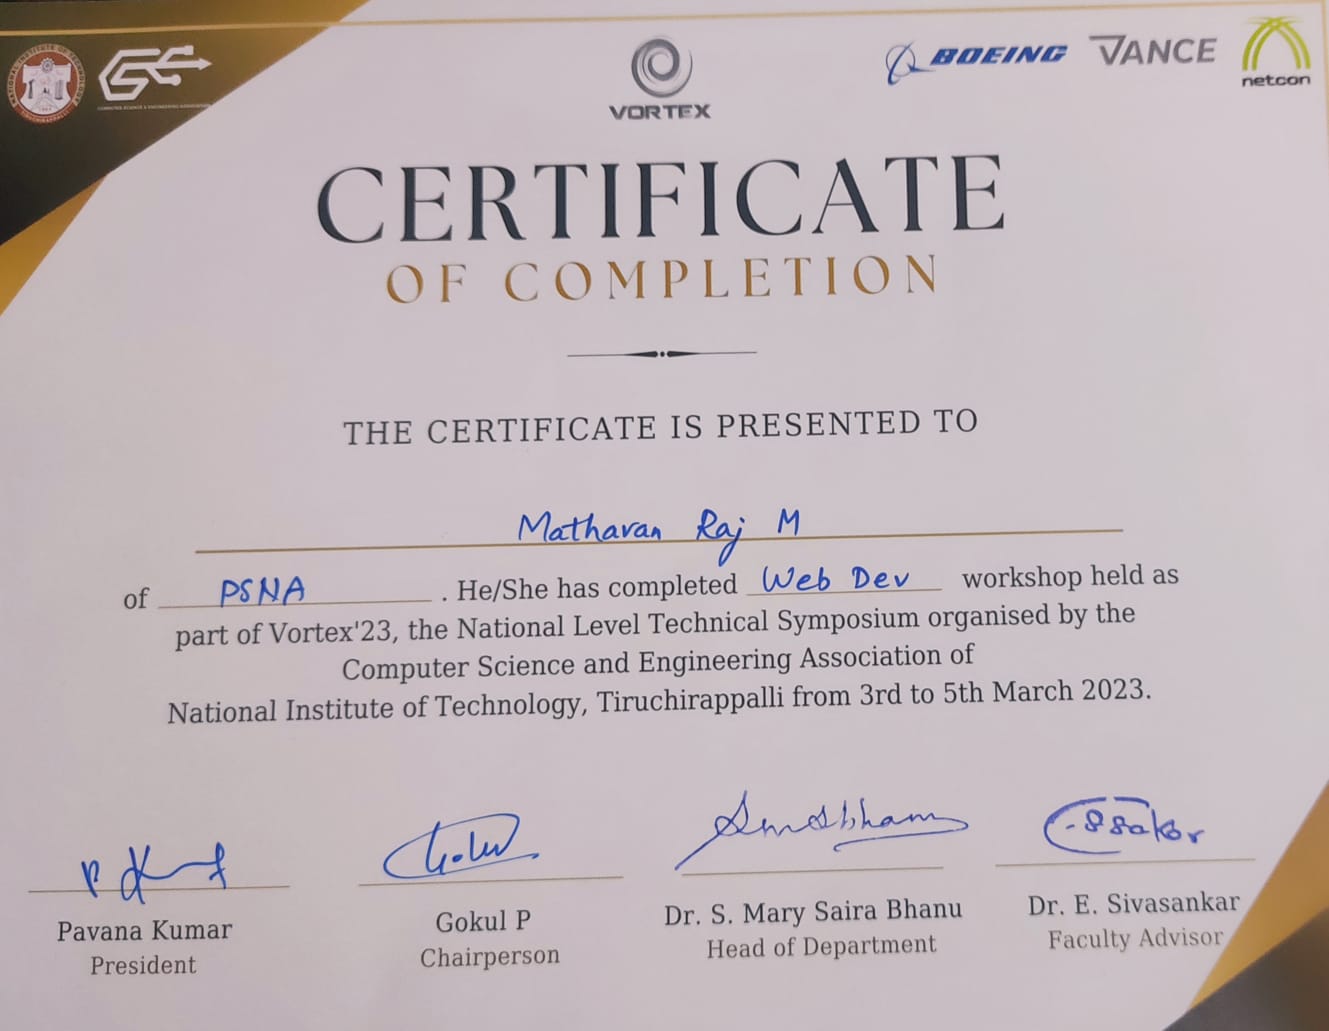 VORTEX
BOEING
VANCE
netcon
CERTIFICATE
OF COMPLETION
THE CERTIFICATE IS PRESENTED TO
Mathavan Raj M
of PSNA . He/She has completed Web Dev workshop held as
part of Vortex'23, the National Level Technical Symposium organised by the
Computer Science and Engineering Association of
National Institute of Technology, Tiruchirappalli from 3rd to 5th March 2023.
Pavana Kumar
President
Gokul P
Chairperson
Dr. S. Mary Saira Bhanu
Head of Department
Dr. E. Sivasankar
Faculty Advisor